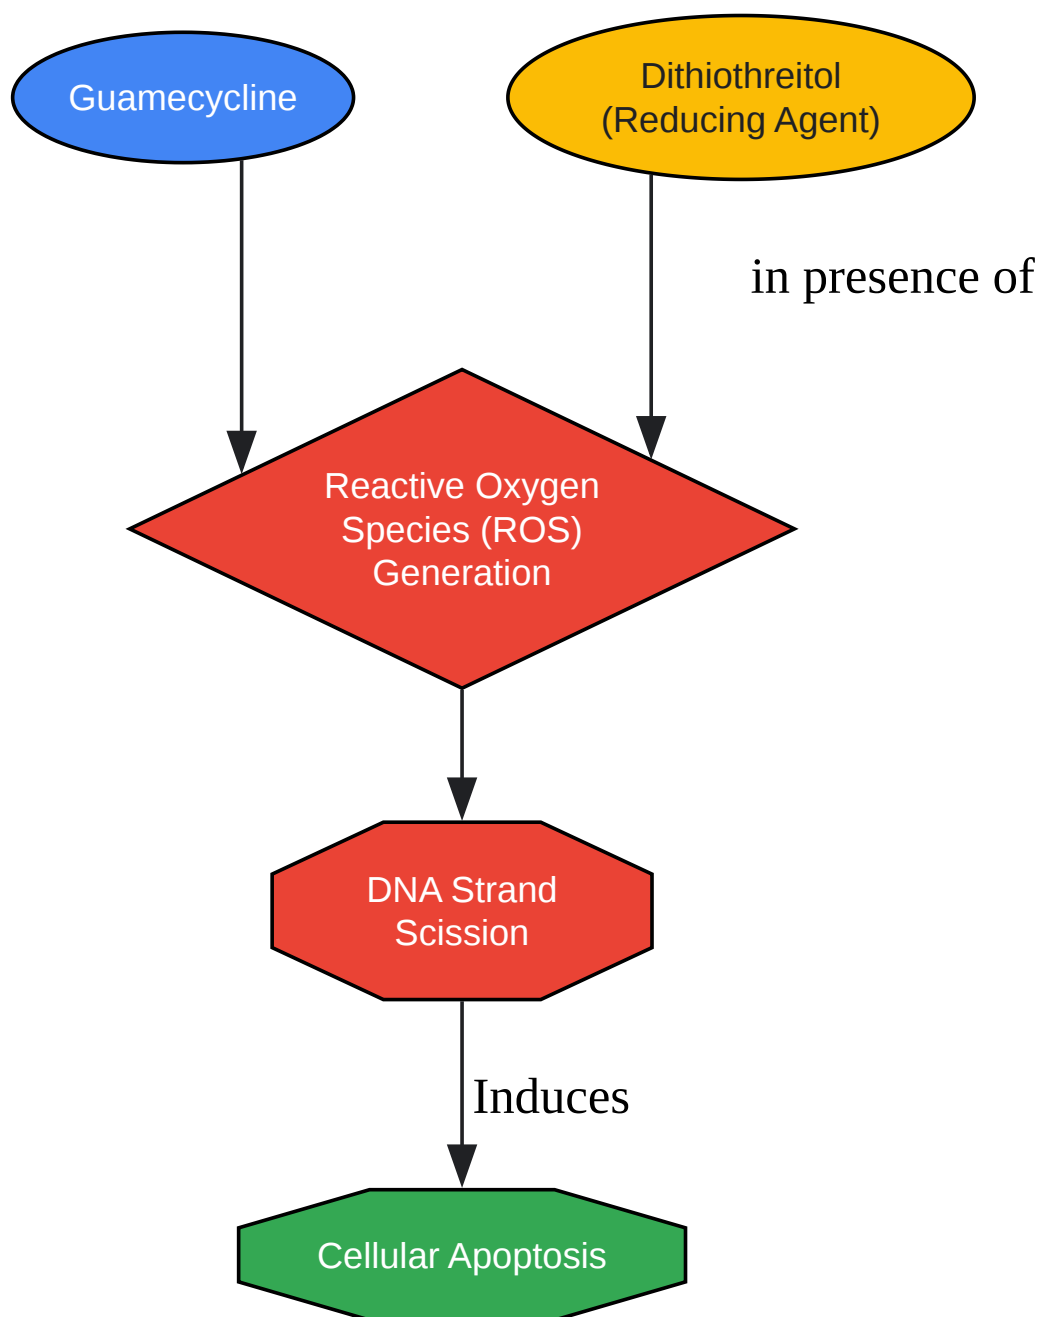 Guamecycline
Dithiothreitol
(Reducing Agent)
in presence of
Reactive Oxygen
Species (ROS)
Generation
DNA Strand
Scission
Induces
Cellular Apoptosis